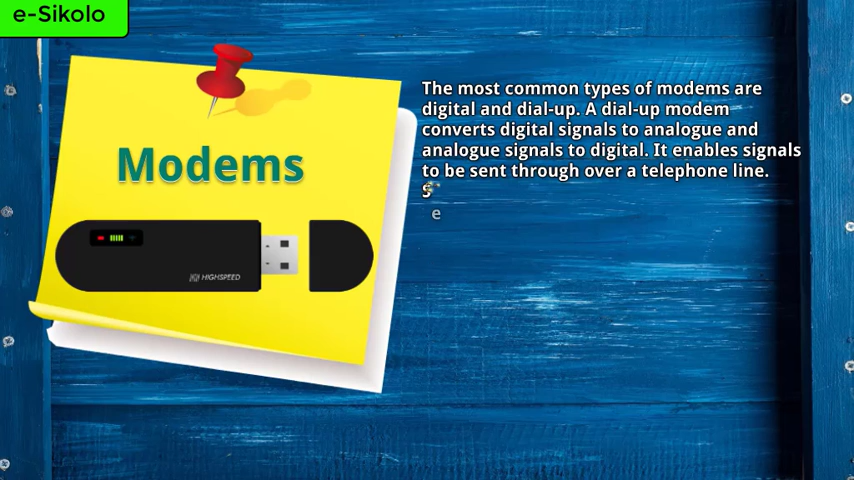 e-Sikolo
Modems
HIGHSPEED
The most common types of modems are
digital and dial-up. A dial-up modem
converts digital signals to analogue and
analogue signals to digital. It enables signals
to be sent through over a telephone line.
S
e